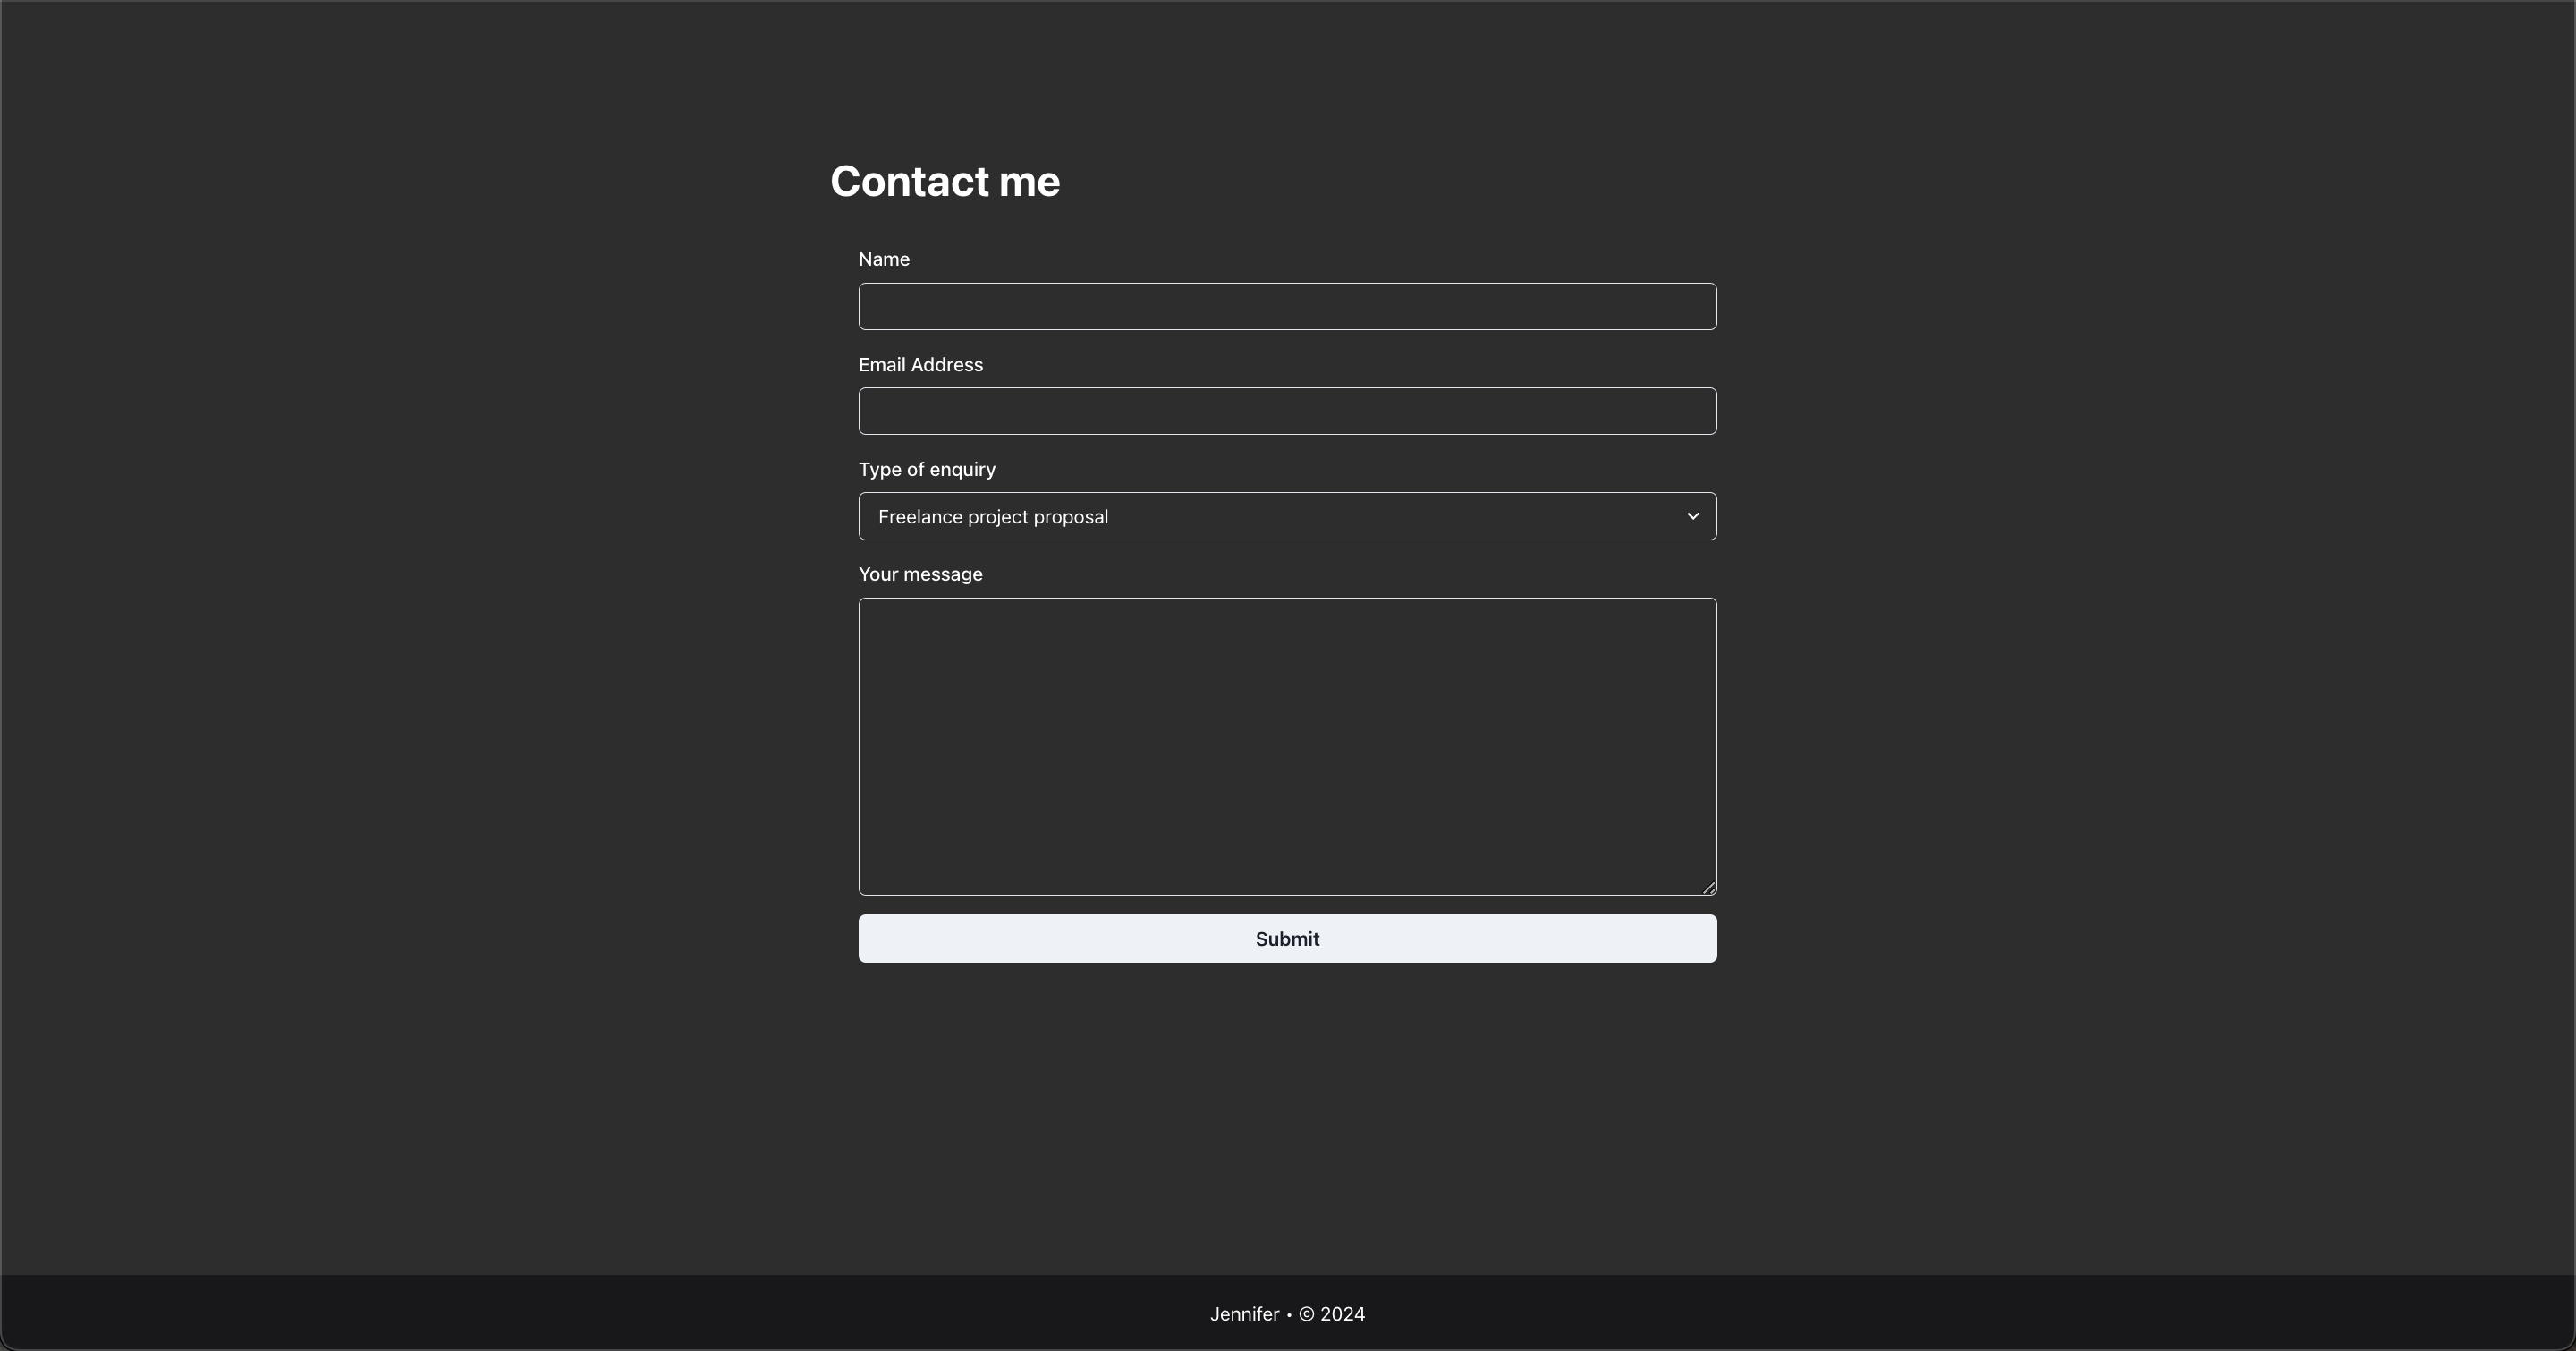 Contact me
Name
Email Address
Type of enquiry
Freelance project proposal
Your message
Submit
Jennifer • © 2024